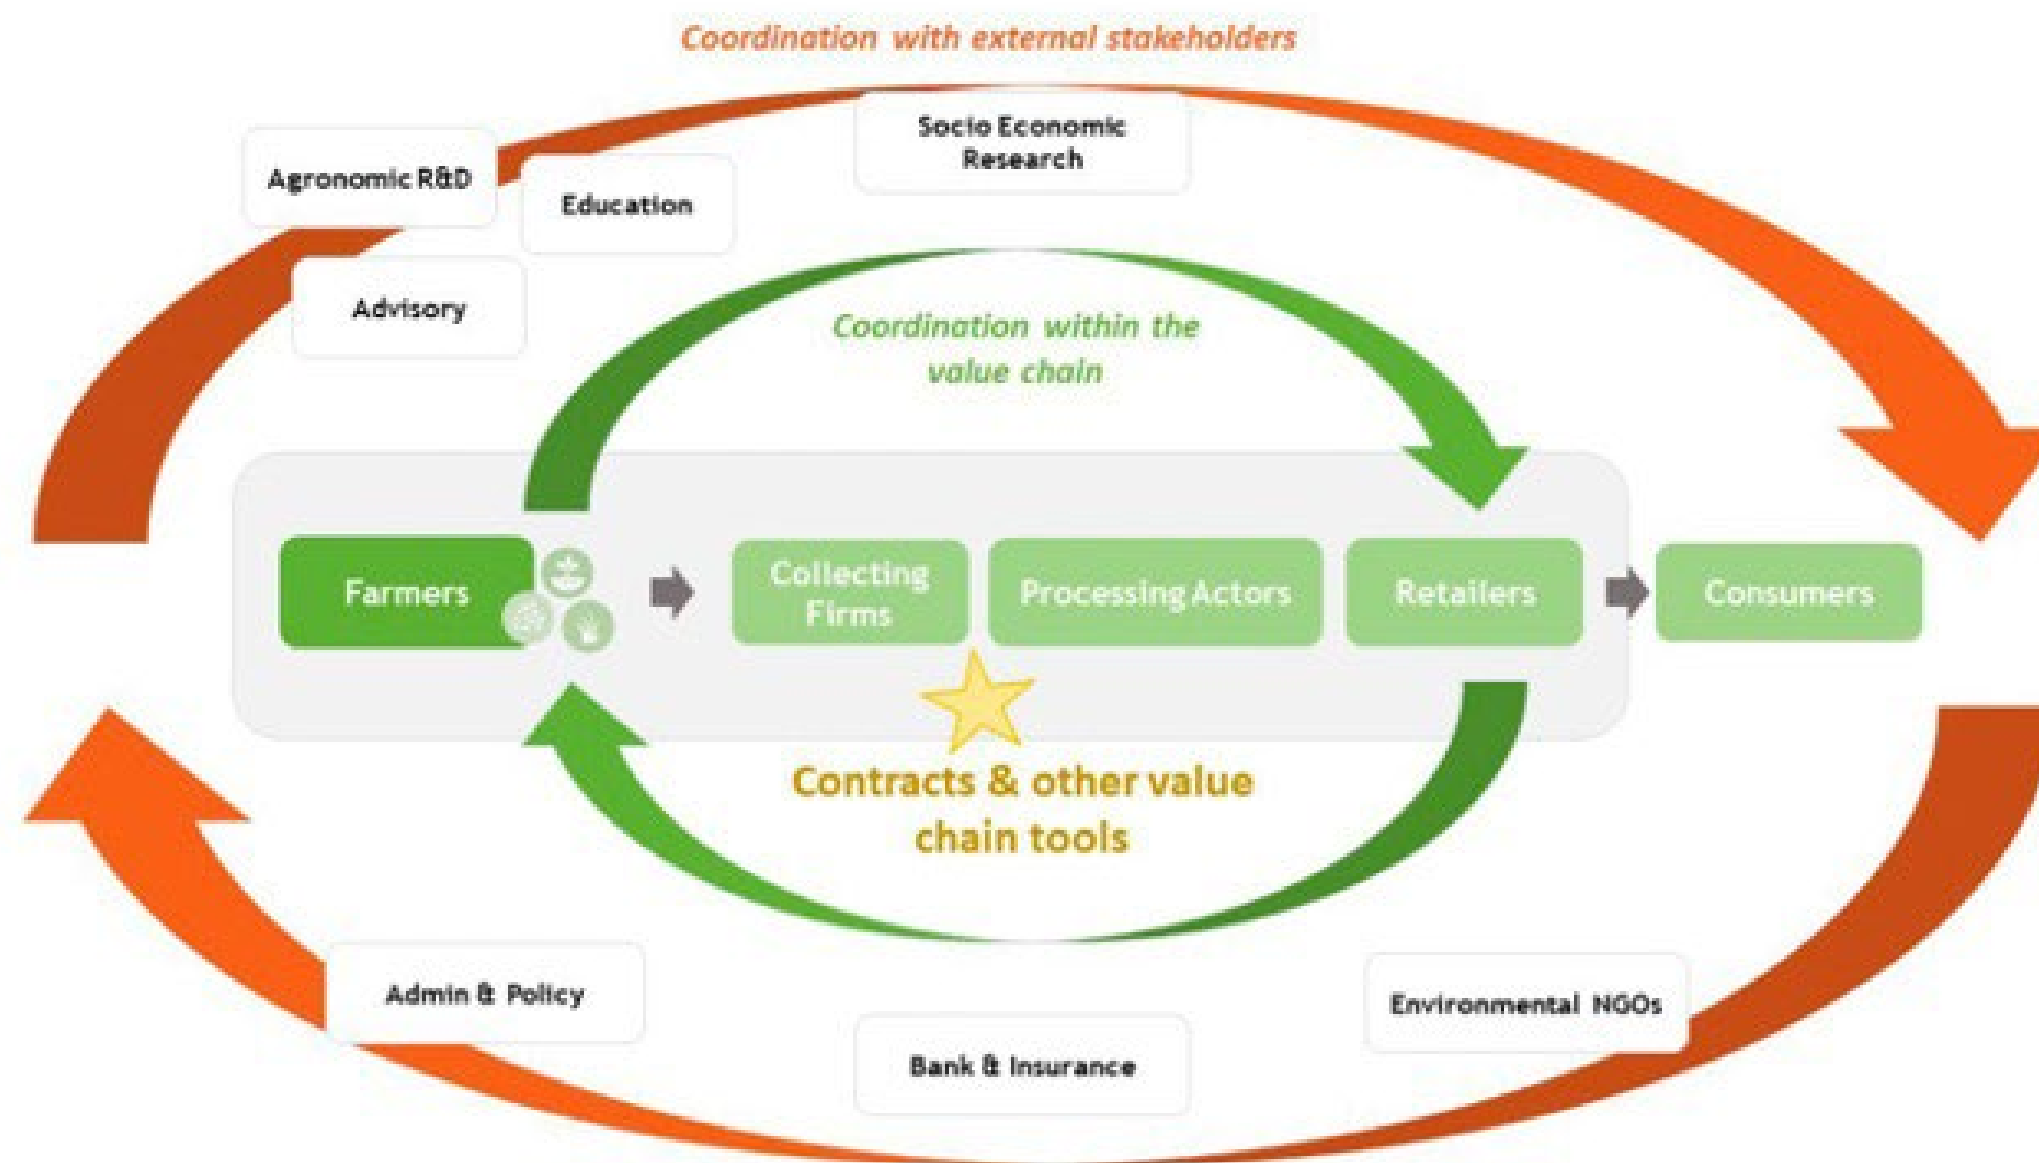 Coordination with external stakeholders
Socio Economic
Research
Agronomic R&D
Education
Advisory
Coordination within the
value chain
Farmers
Collecting
Firms
Processing Actors
Retailers
Consumers
Contracts & other value
chain tools
Admin & Policy
Environmental NGOs
Bank & Insurance